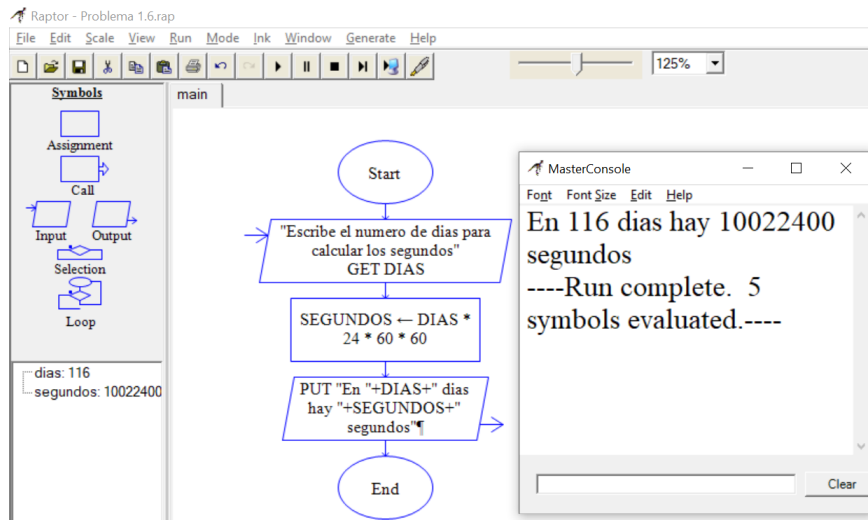 Raptor - Problema 1.6.rap
File Edit Scale View Run Mode Ink Window Generate Help
125%
Symbols
Assignment
Call
Input Output
Selection
Loop
dias: 116
segundos: 10022400
main
Start
"Escribe el numero de dias para
calcular los segundos"
GET DIAS
SEGUNDOS ← DIAS *
24 * 60 * 60
PUT "En "+DIAS+" dias
hay "+SEGUNDOS+"
segundos"¶
End
MasterConsole
Font Font Size Edit Help
En 116 dias hay 10022400
segundos
----Run complete.  5
symbols evaluated.----
Clear